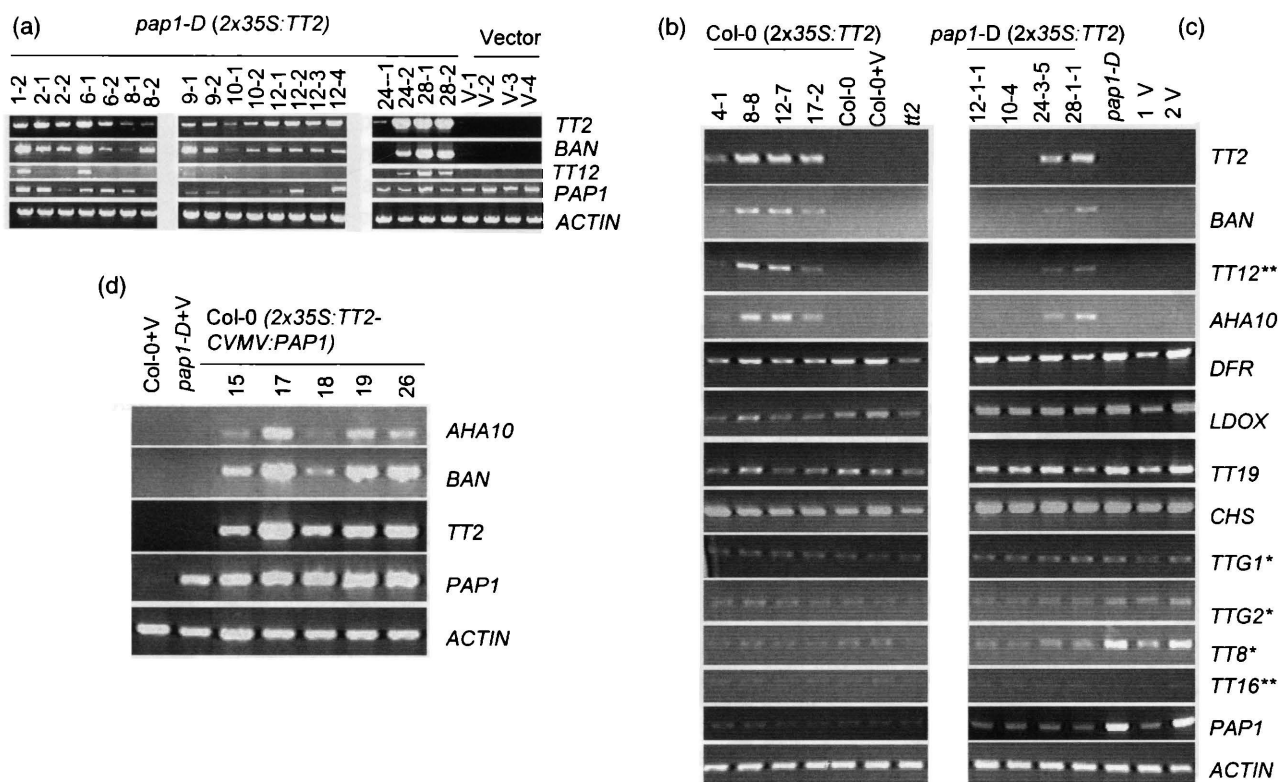 (a)
pap1-D (2x35S:TT2)
Vector
1-2
2-1
2-2
6-1
6-2
8-1
8-2
9-1
9-2
10-1
10-2
12-1
12-2
12-3
12-4
24--1
24-2
28-1
28-2
V-1
V-2
V-3
V-4
TT2
BAN
TT12
PAP1
ACTIN
(b)
Col-0 (2x35S:TT2)
4-1
8-8
12-7
17-2
Col-0
Col-0+V
tt2
pap1-D (2x35S:TT2)
(c)
12-1-1
10-4
24-3-5
28-1-1
pap1-D
1 V
2 V
TT2
BAN
TT12**
AHA10
DFR
LDOX
TT19
CHS
TTG1*
TTG2*
TT8*
TT16**
PAP1
ACTIN
(d)
Col-0+V
pap1-D+V
Col-0 (2x35S:TT2-
CVMV:PAP1)
15
17
18
19
26
AHA10
BAN
TT2
PAP1
ACTIN